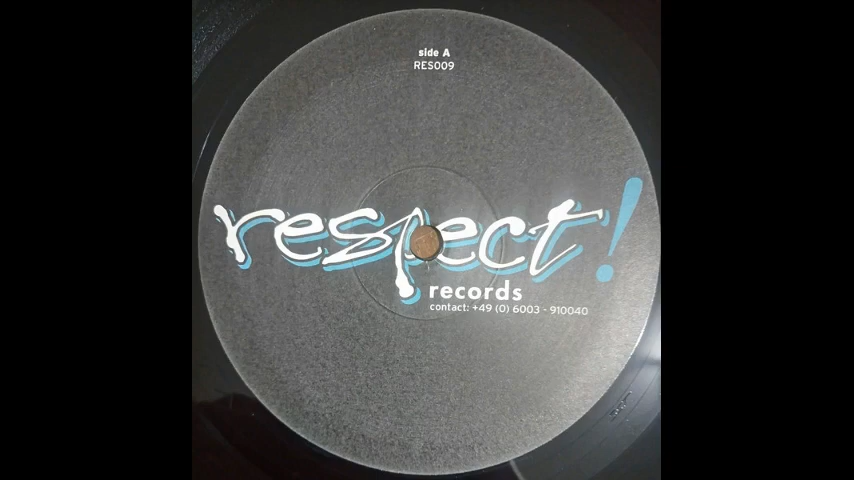 side A
RES009
respect!
records
contact: +49 (0) 6003 - 910040